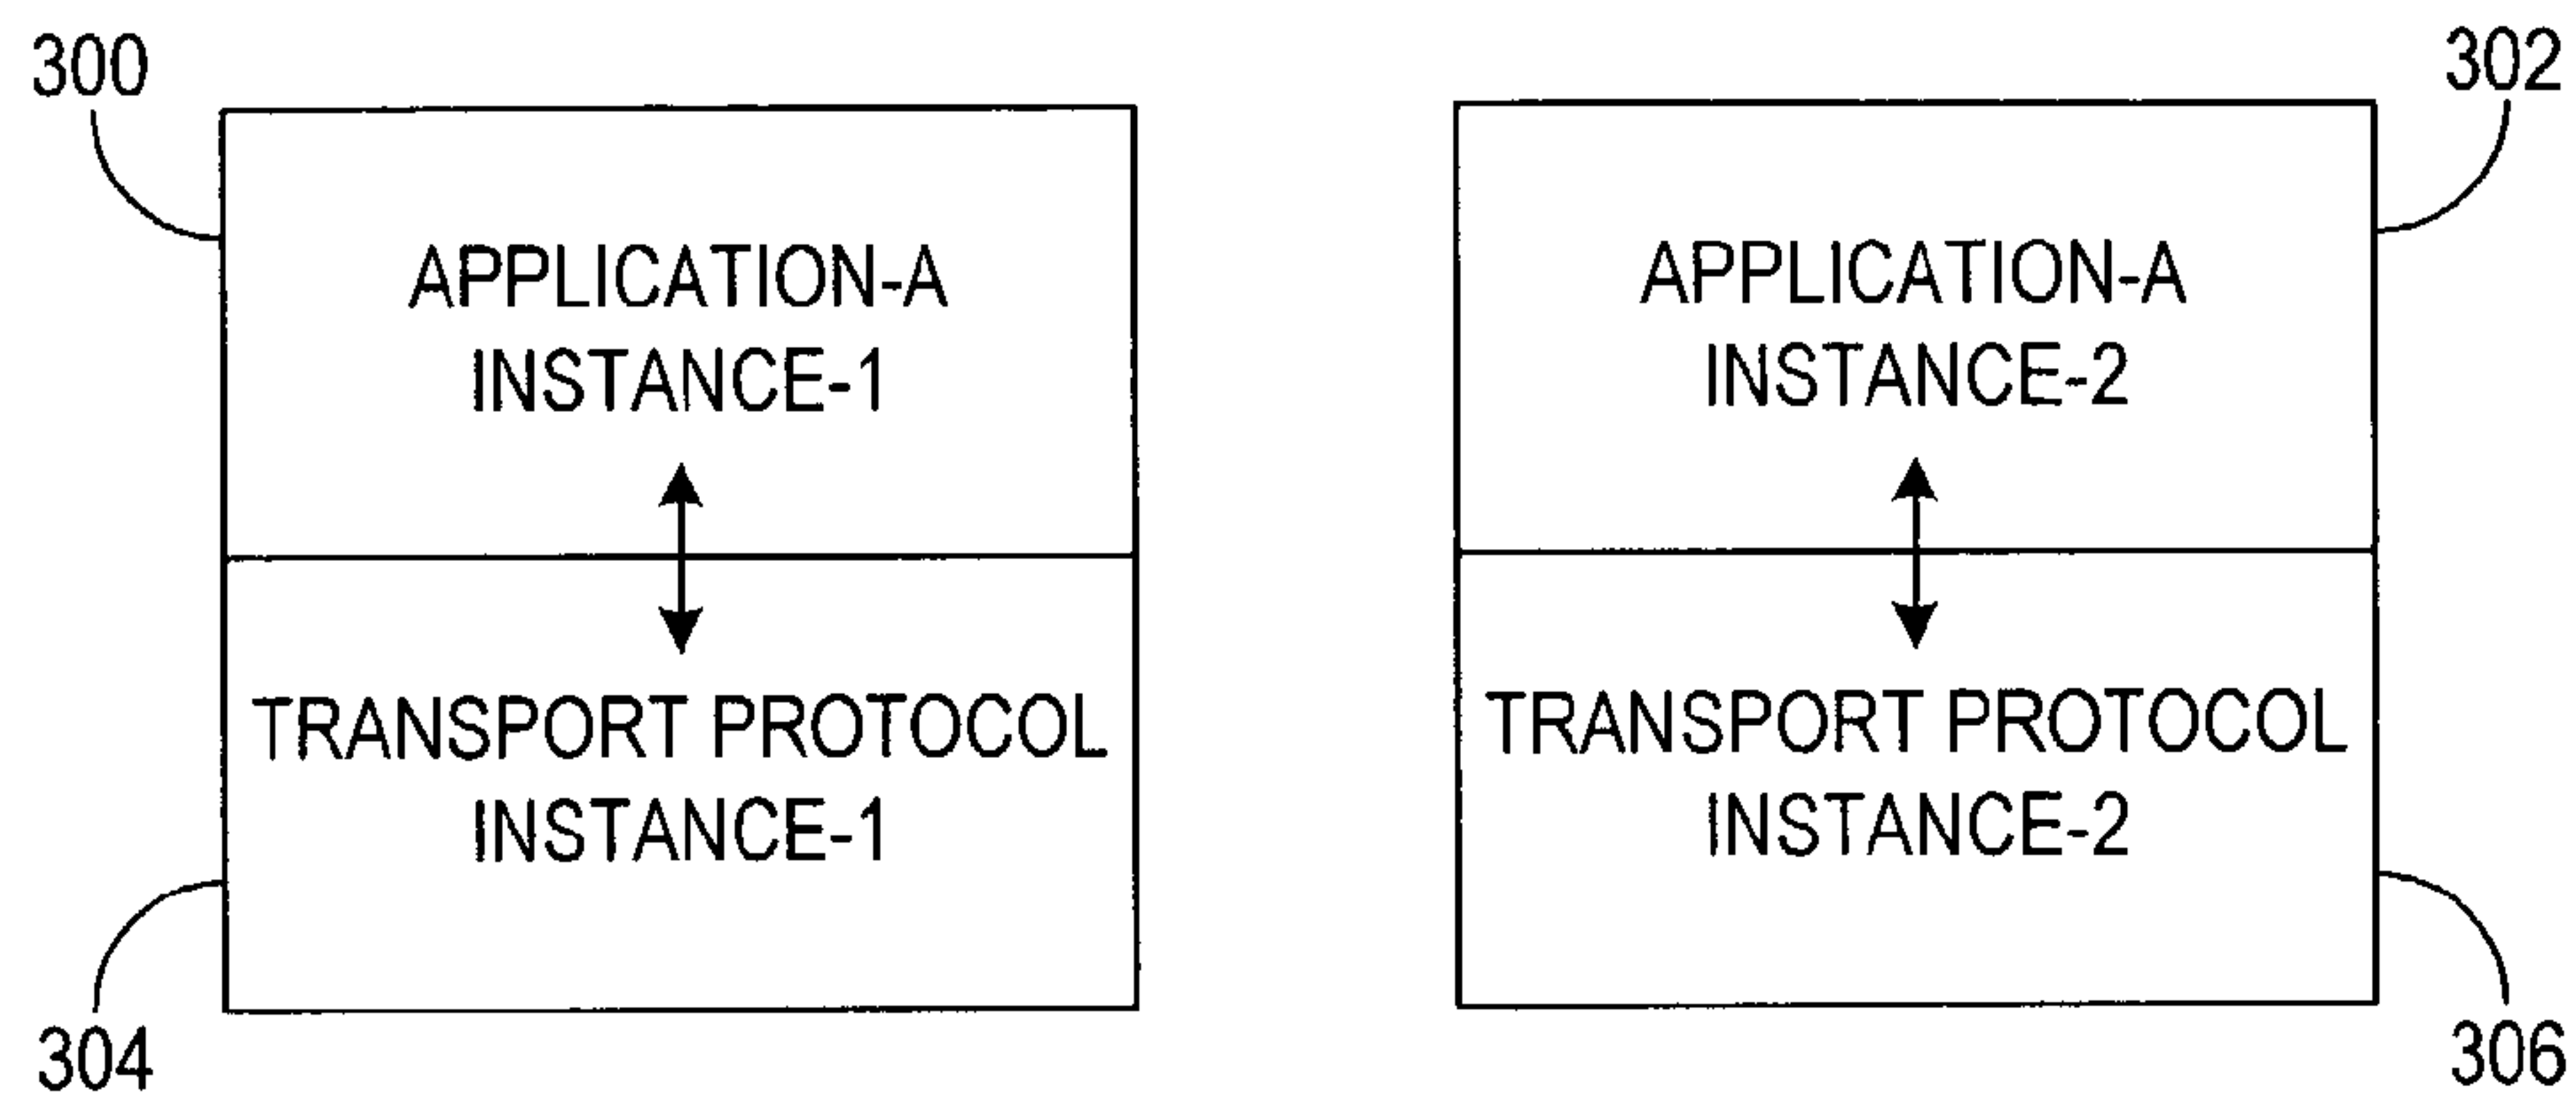 300
302
APPLICATION-A
INSTANCE-1
APPLICATION-A
INSTANCE-2
TRANSPORT PROTOCOL
INSTANCE-1
TRANSPORT PROTOCOL
INSTANCE-2
304
306